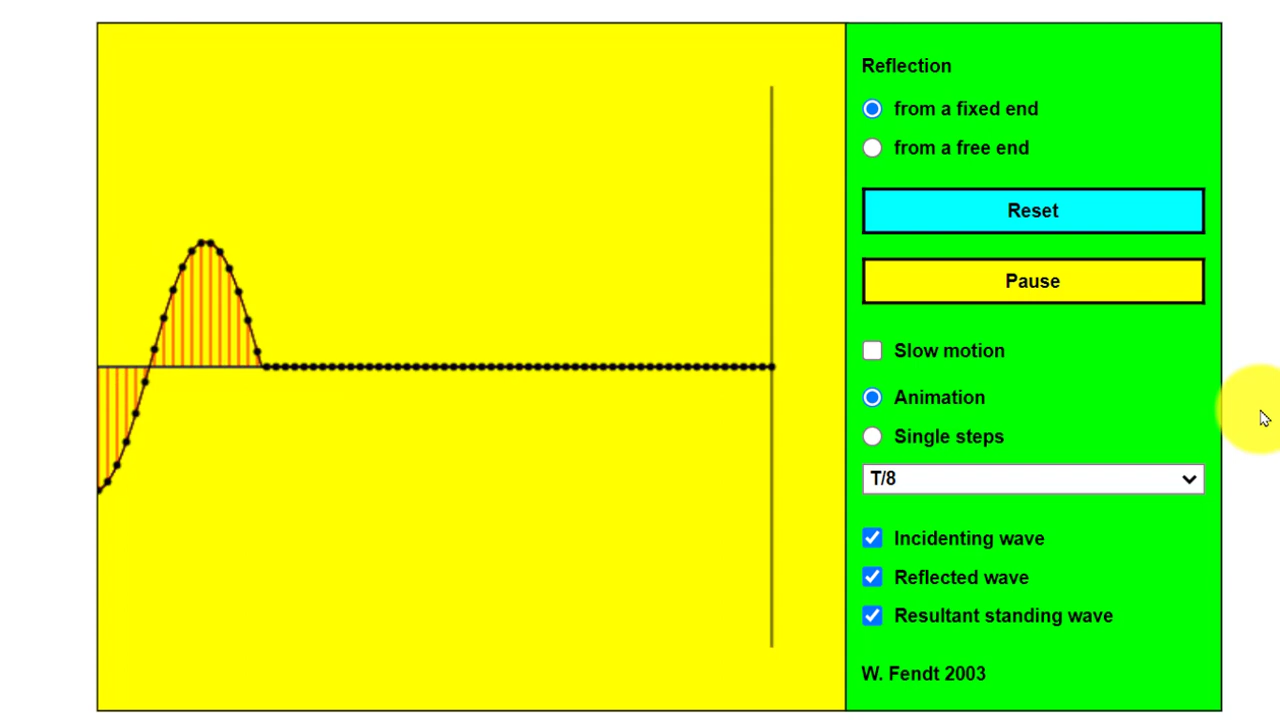 Reflection
from a fixed end
from a free end
Reset
Pause
Slow motion
Animation
Single steps
T/8
Incidenting wave
Reflected wave
Resultant standing wave
W. Fendt 2003